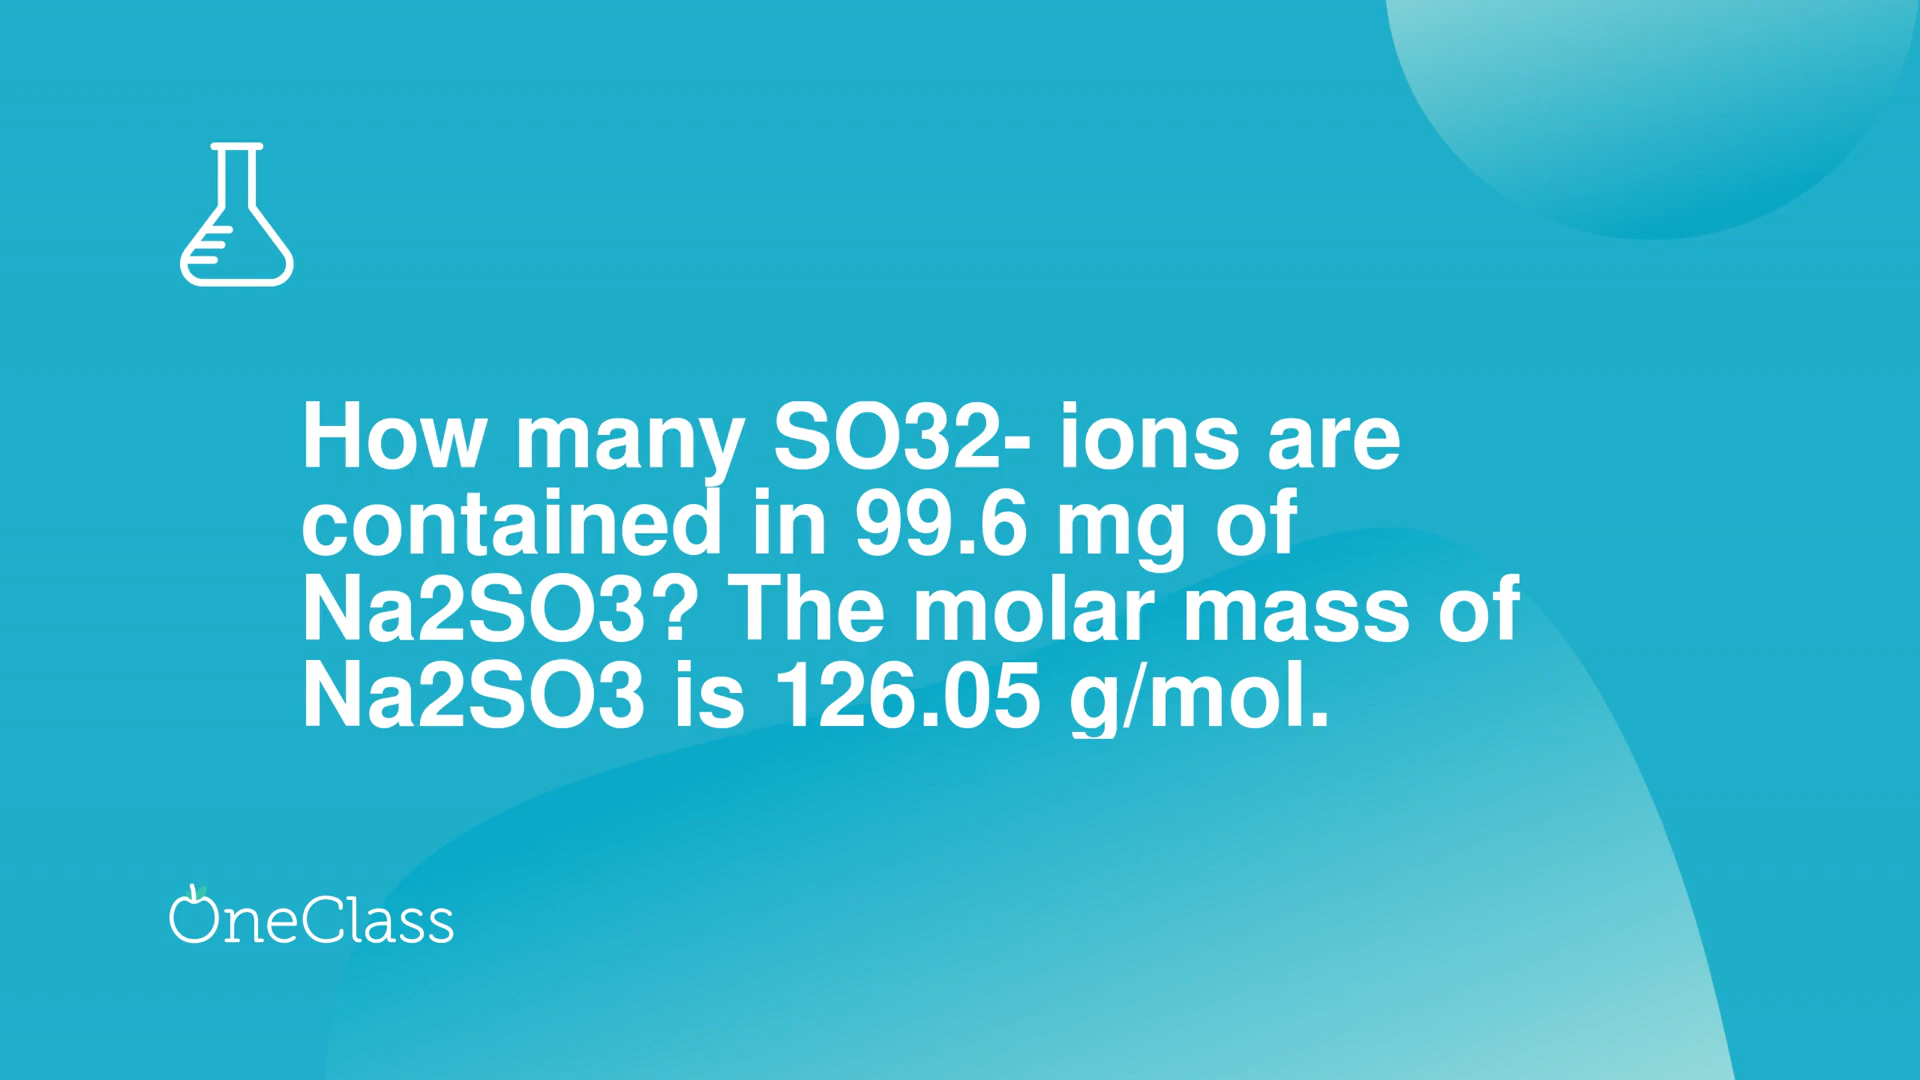 How many SO32- ions are
contained in 99.6 mg of
Na2SO3? The molar mass of
Na2SO3 is 126.05 g/mol.
OneClass